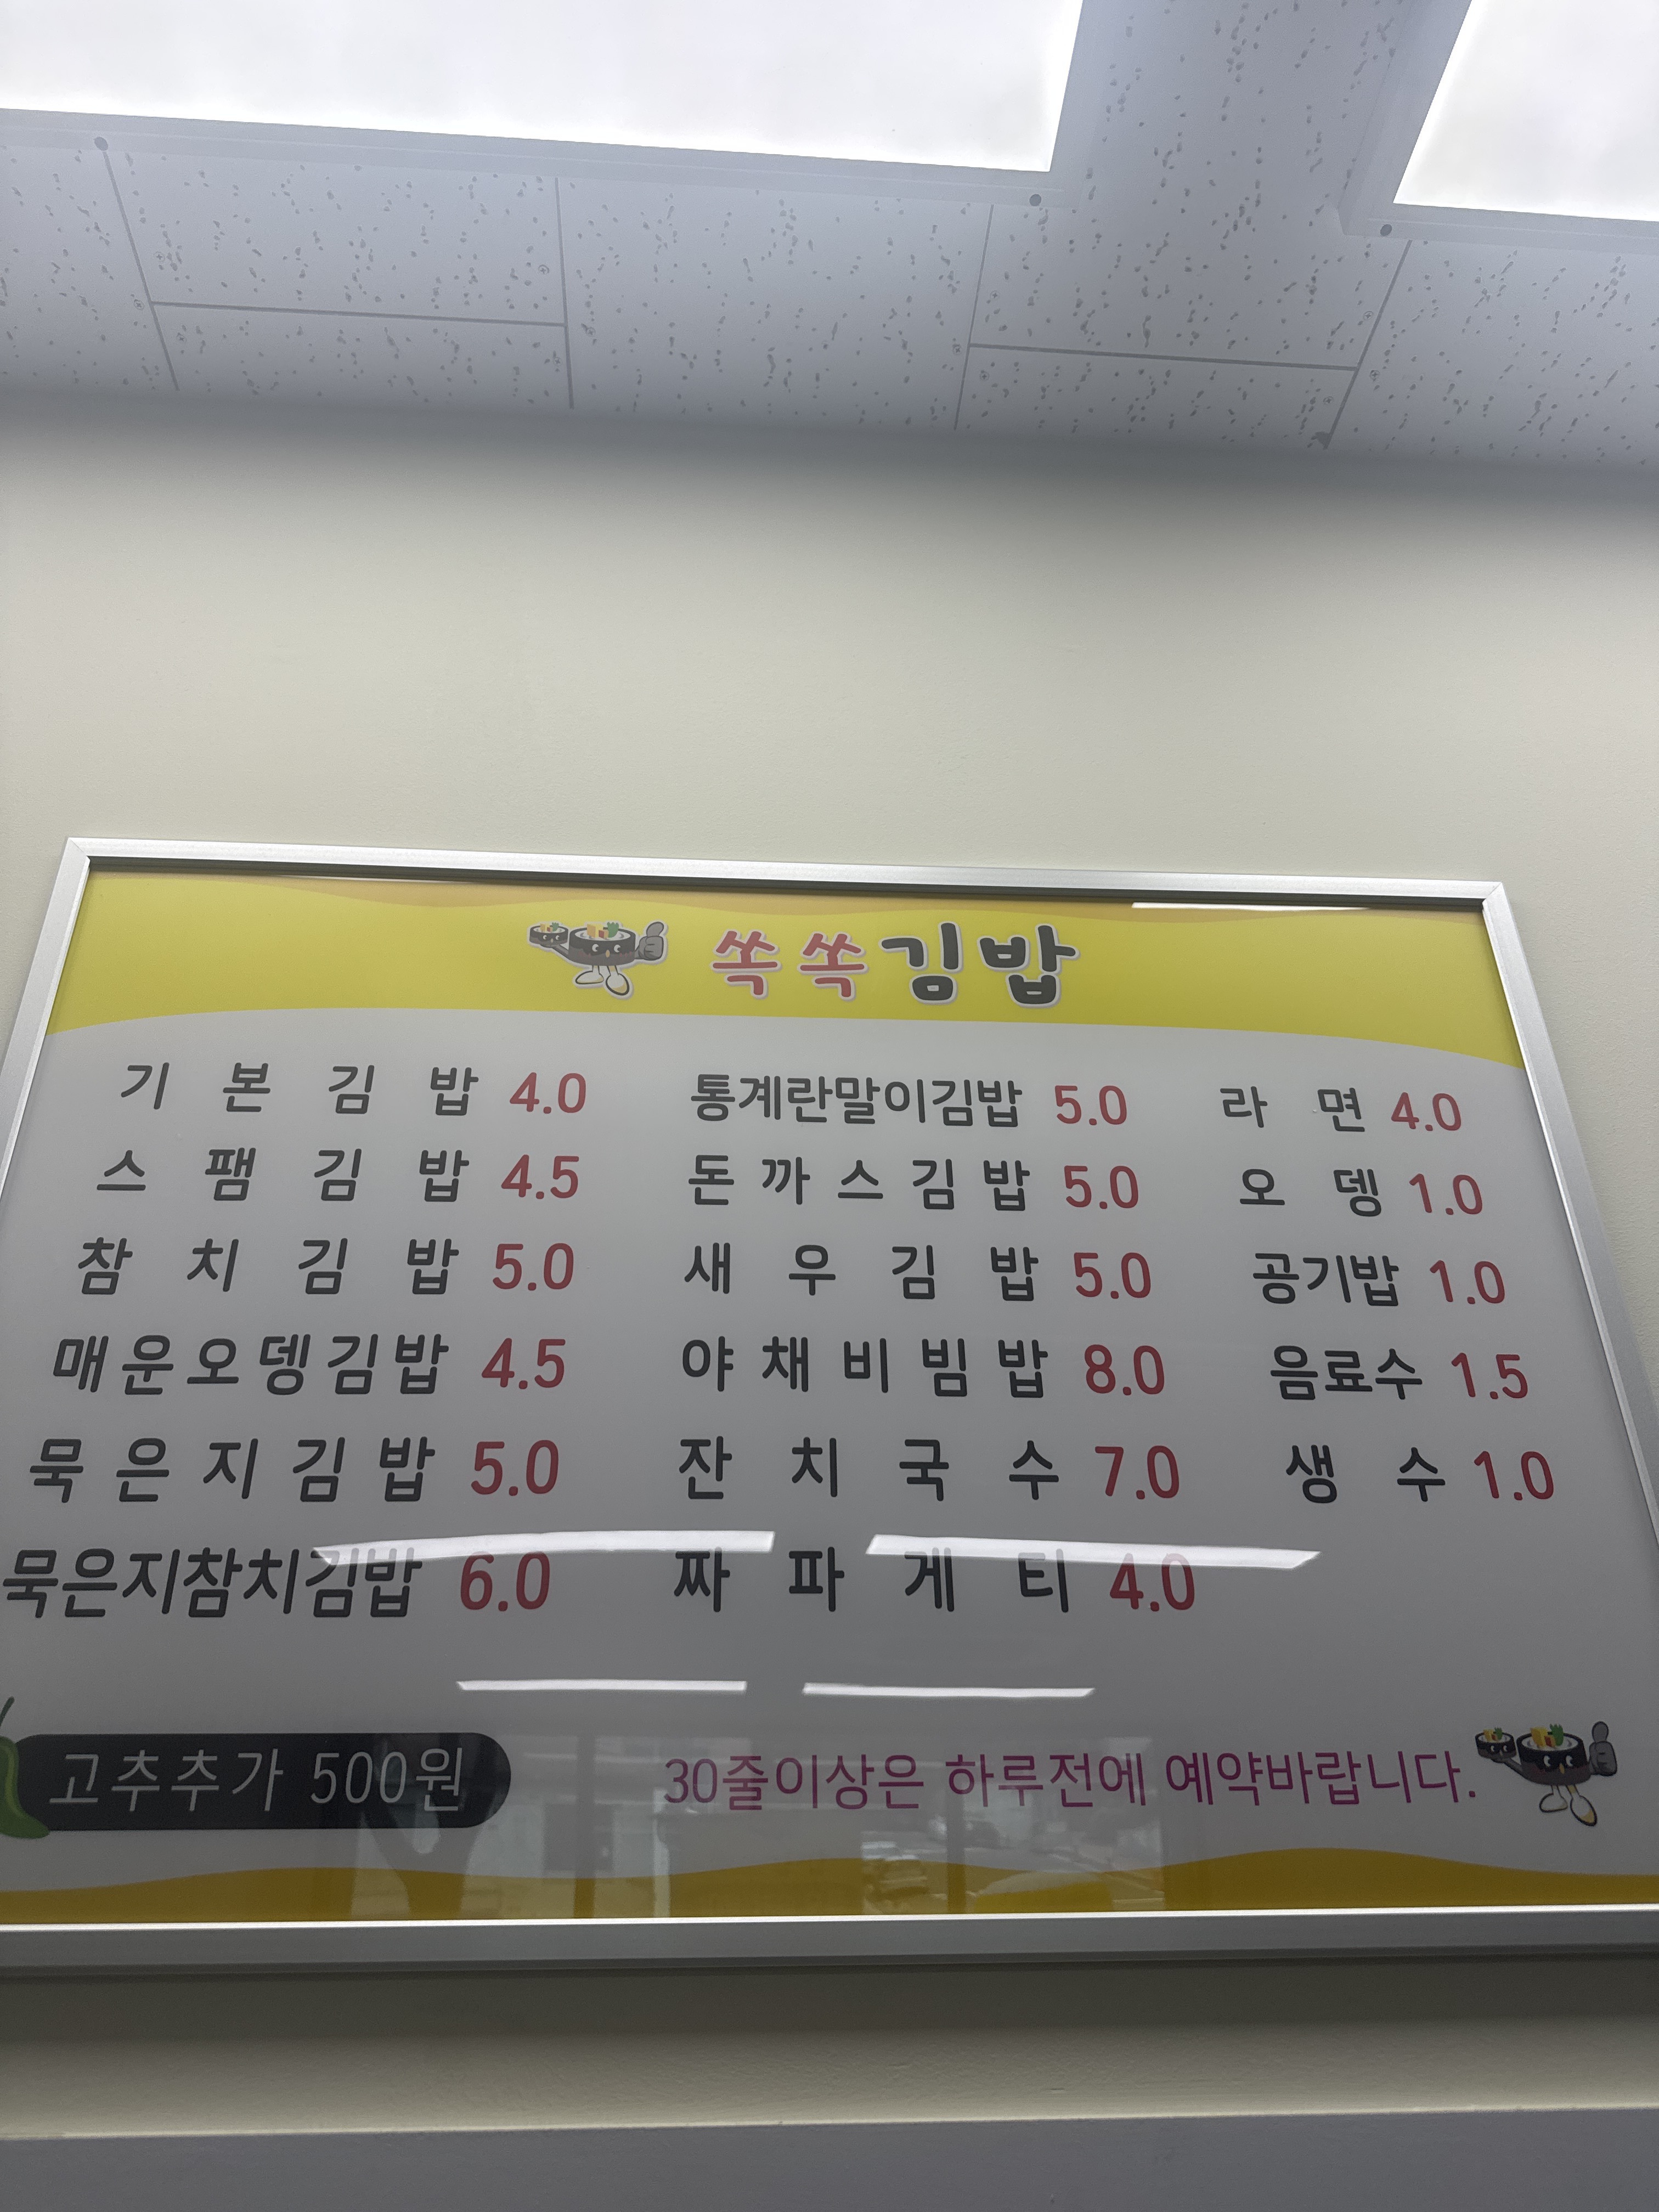 쏙쏙김밥
기본김밥 4.0
스팸김밥 4.5
참치김밥 5.0
매운오뎅김밥 4.5
묵은지김밥 5.0
묵은지참치김밥 6.0
통계란말이김밥 5.0
돈까스김밥 5.0
새우김밥 5.0
야채비빔밥 8.0
잔치국수 7.0
짜파게티 4.0
라면 4.0
오뎅 1.0
공기밥 1.0
음료수 1.5
생수 1.0
고추추가 500원
30줄이상은 하루전에 예약바랍니다.